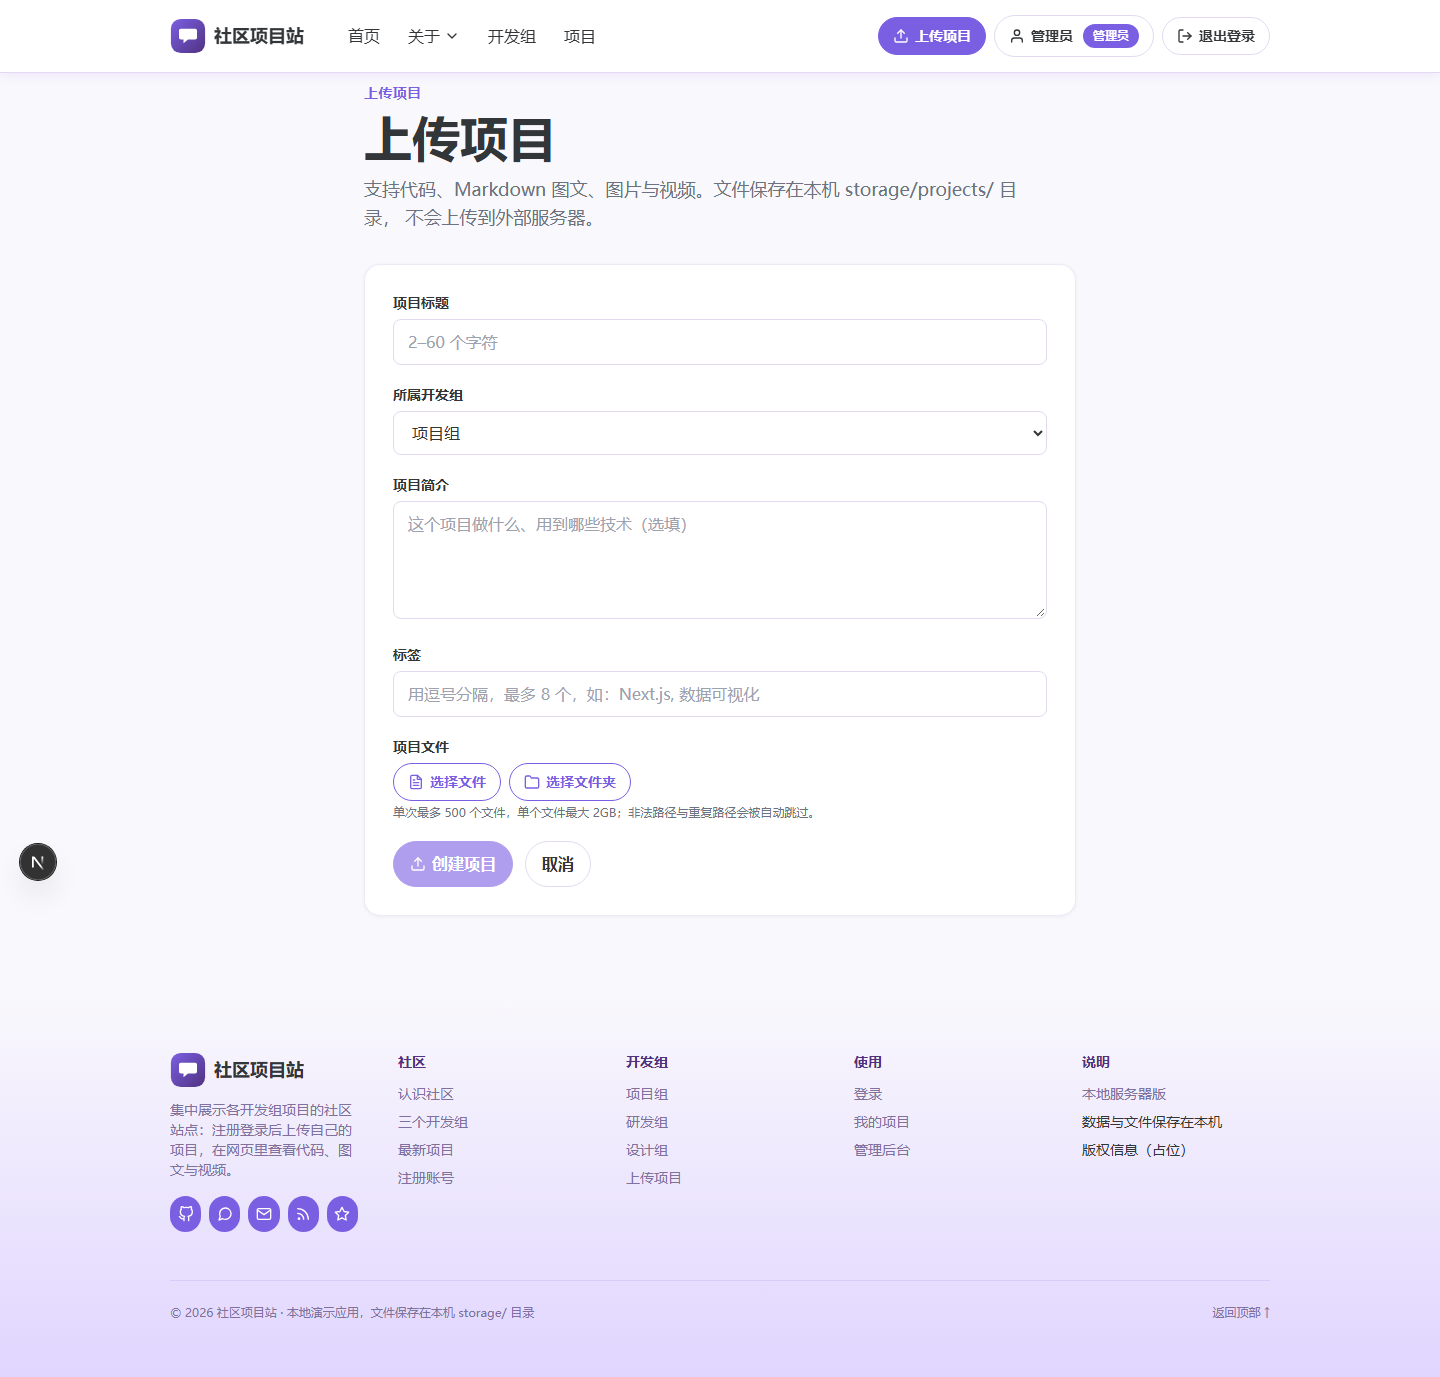 社区项目站
首页
关于
开发组
项目
上传项目
管理员
管理员
退出登录
上传项目
上传项目
支持代码、Markdown 图文、图片与视频。文件保存在本机 storage/projects/ 目
录， 不会上传到外部服务器。
项目标题
2–60 个字符
所属开发组
项目组
项目简介
这个项目做什么、用到哪些技术（选填）
标签
用逗号分隔，最多 8 个，如：Next.js, 数据可视化
项目文件
选择文件
选择文件夹
单次最多 500 个文件，单个文件最大 2GB；非法路径与重复路径会被自动跳过。
创建项目
取消
N
社区项目站
集中展示各开发组项目的社区
站点：注册登录后上传自己的
项目，在网页里查看代码、图
文与视频。
社区
认识社区
三个开发组
最新项目
注册账号
开发组
项目组
研发组
设计组
上传项目
使用
登录
我的项目
管理后台
说明
本地服务器版
数据与文件保存在本机
版权信息（占位）
© 2026 社区项目站 · 本地演示应用，文件保存在本机 storage/ 目录
返回顶部 ↑